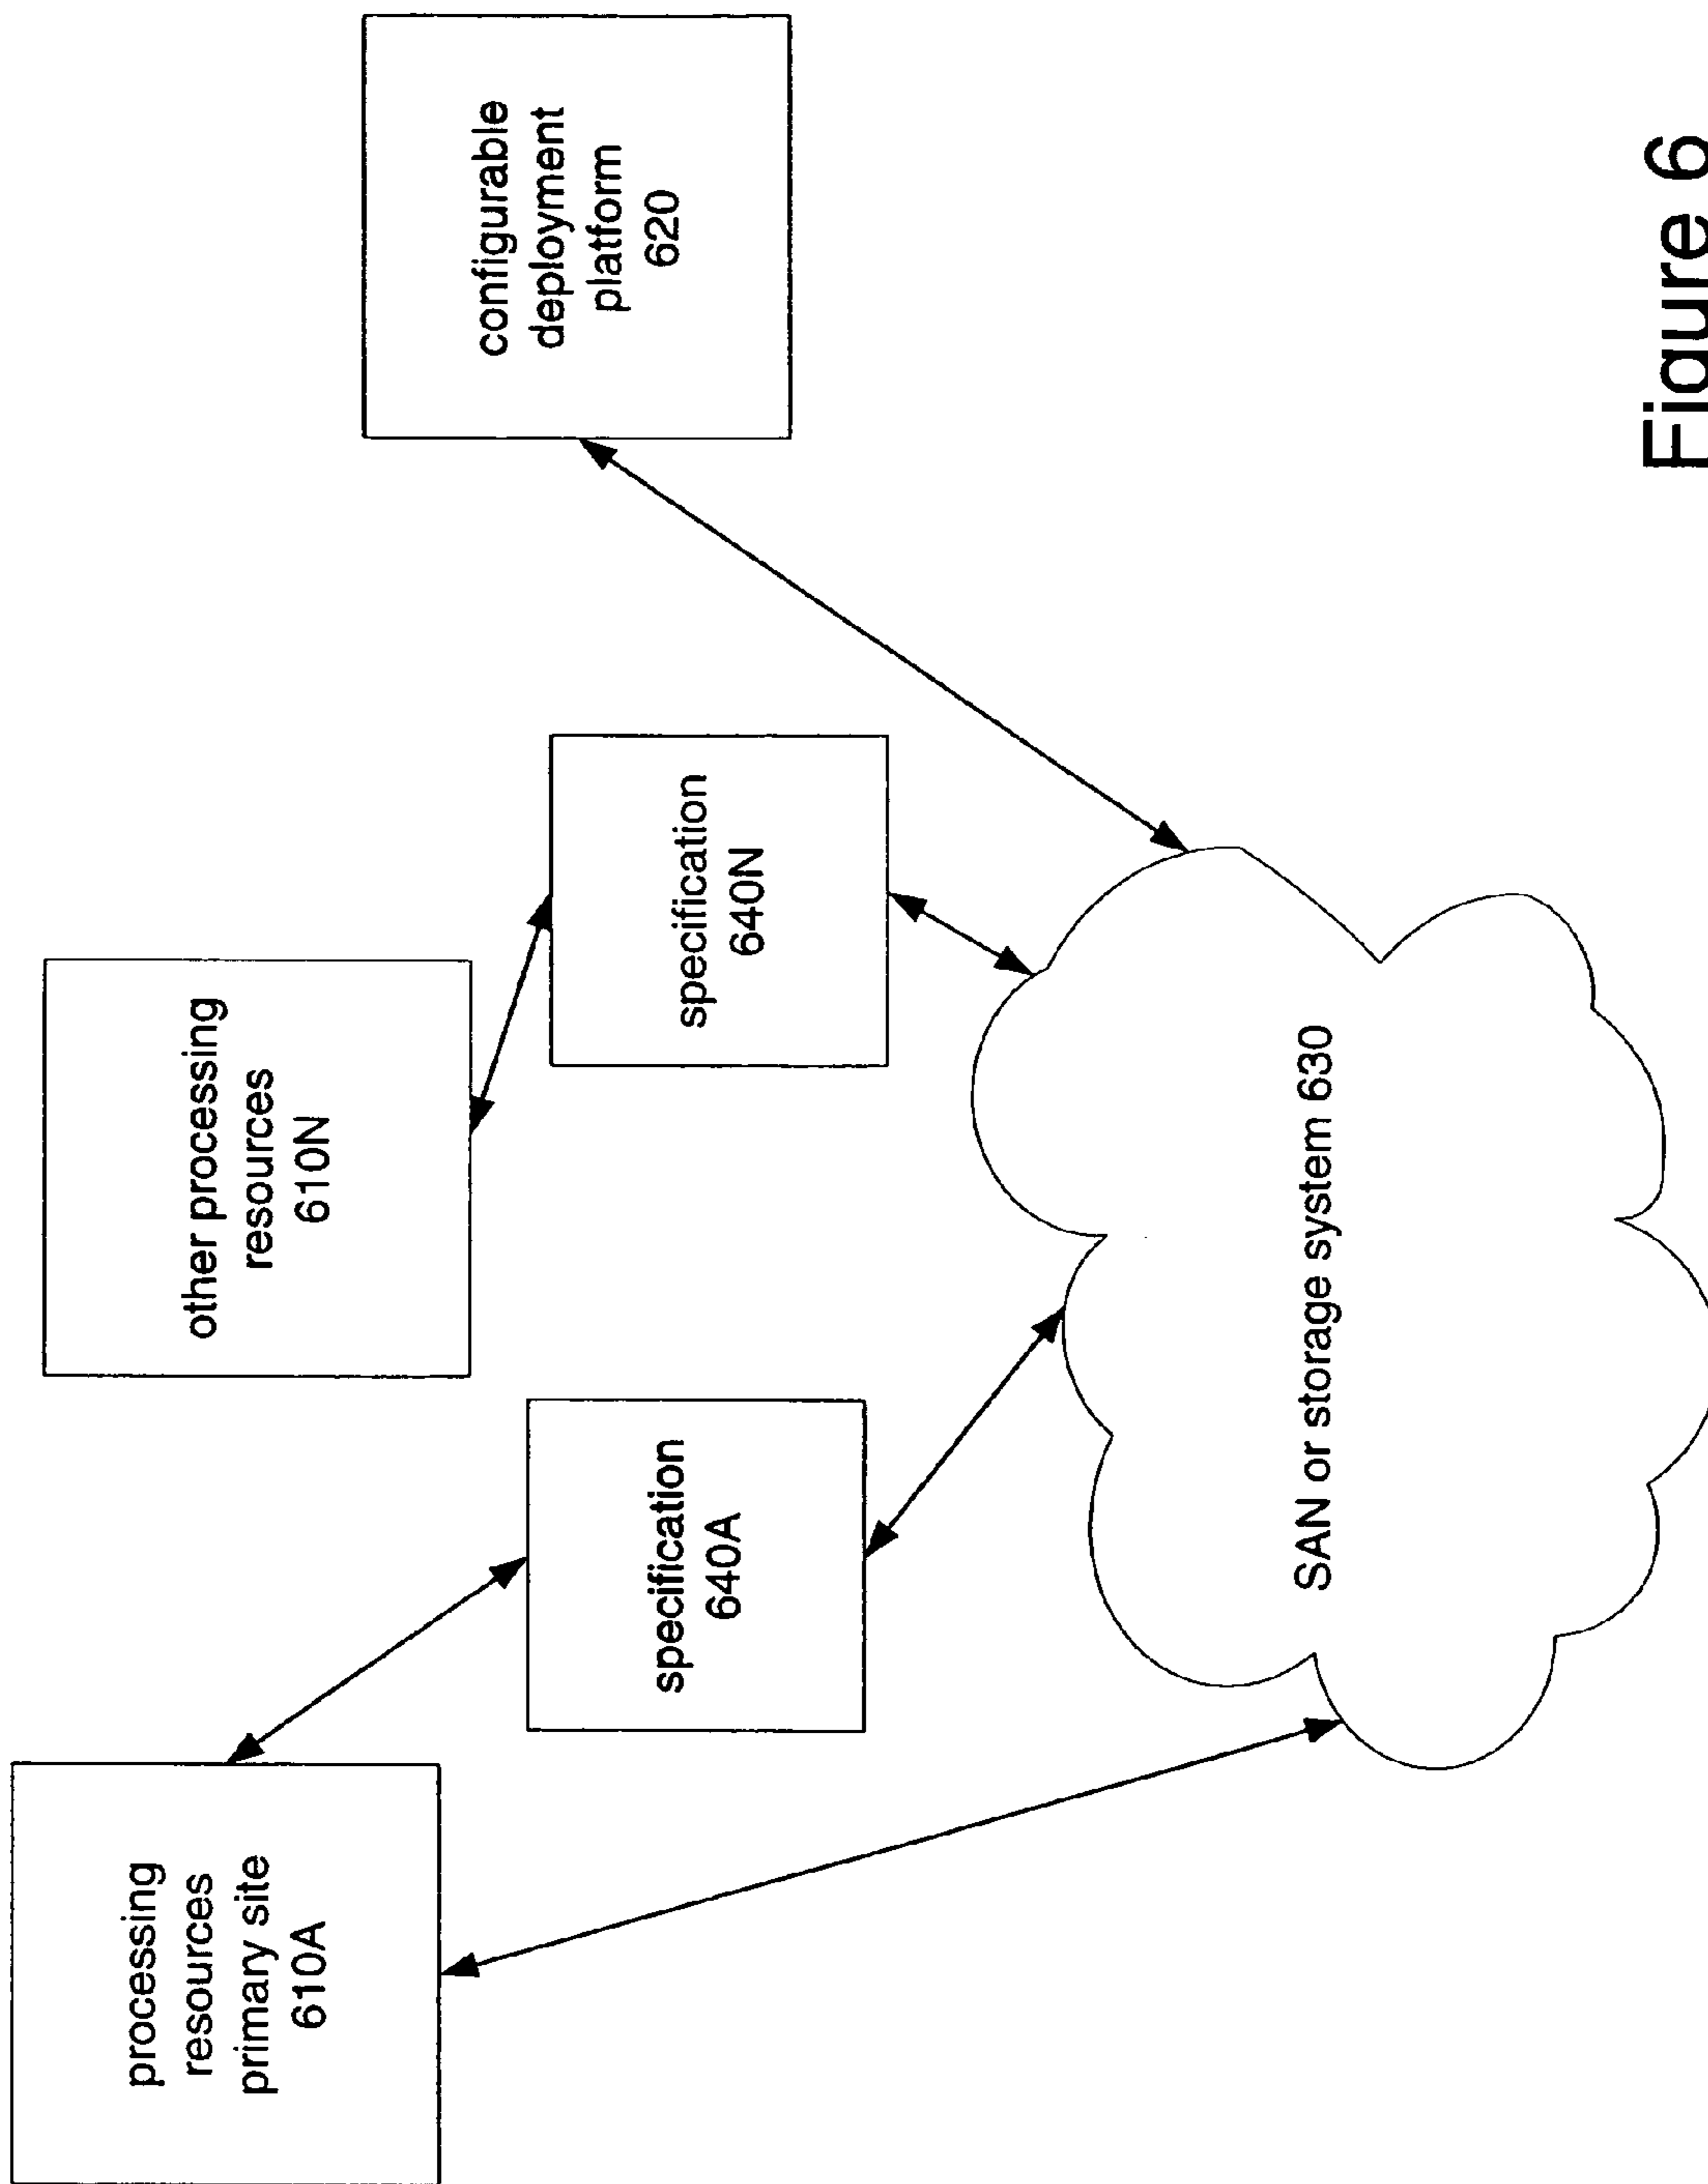 processing
resources
primary site
610A
other processing
resources
610N
configurable
deployment
platform
620
specification
640A
specification
640N
SAN or storage system 630
Figure 6